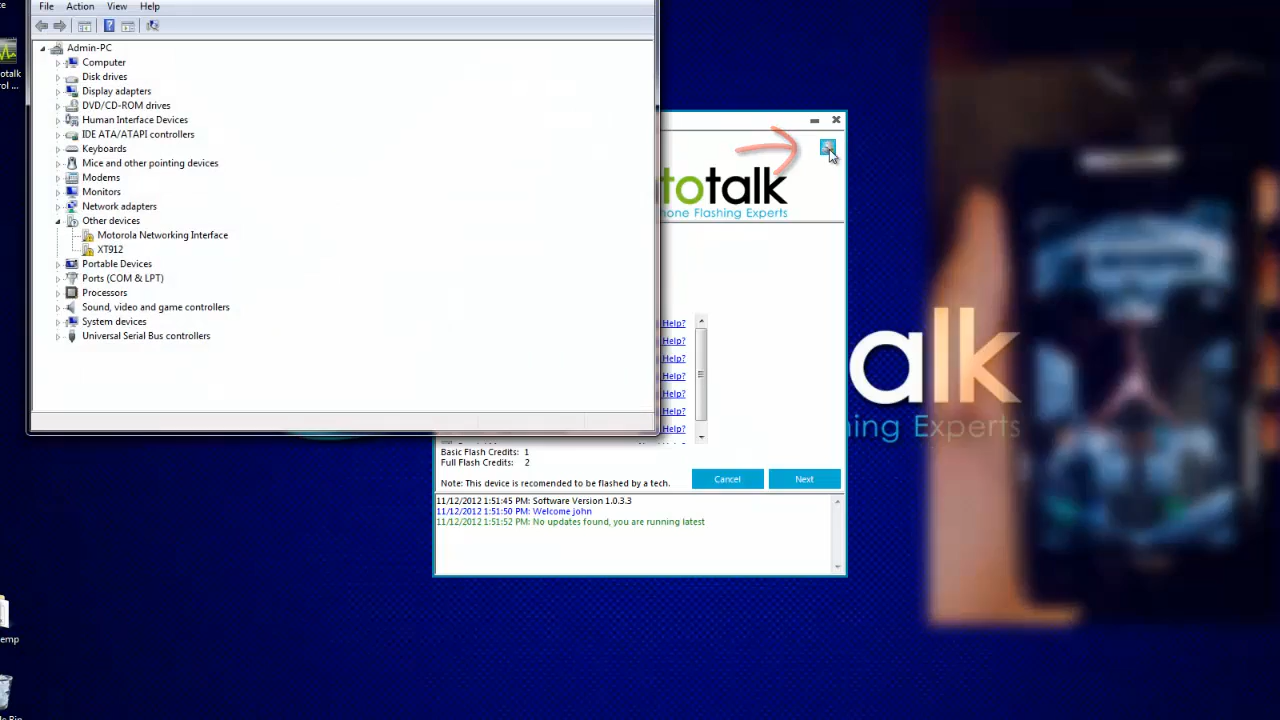 File Action View Help
Admin-PC
Computer
Disk drives
Display adapters
DVD/CD-ROM drives
Human Interface Devices
IDE ATA/ATAPI controllers
Keyboards
Mice and other pointing devices
Modems
Monitors
Network adapters
Other devices
Motorola Networking Interface
XT912
Portable Devices
Ports (COM & LPT)
Processors
Sound, video and game controllers
System devices
Universal Serial Bus controllers
totalk
hone Flashing Experts
Help?
Help?
Help?
Help?
Help?
Help?
Help?
Basic Flash Credits: 1
Full Flash Credits: 2
Note: This device is recomended to be flashed by a tech.
Cancel Next
11/12/2012 1:51:45 PM: Software Version 1.0.3.3
11/12/2012 1:51:50 PM: Welcome john
11/12/2012 1:51:52 PM: No updates found, you are running latest
alk
hing Experts
otalk
rol ...
emp